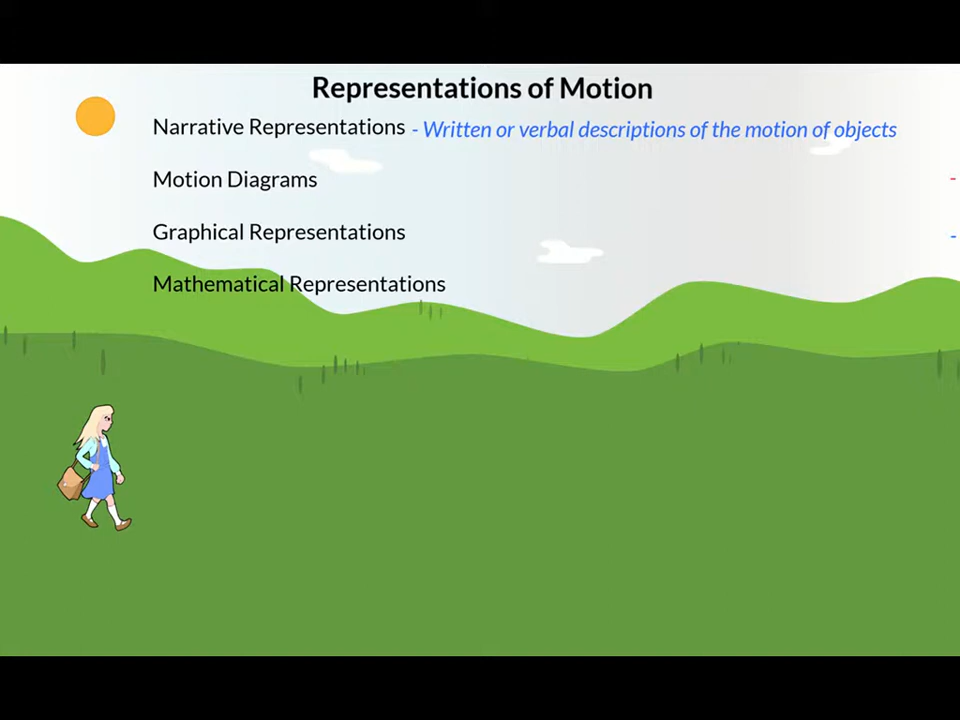 Representations of Motion
Narrative Representations - Written or verbal descriptions of the motion of objects
Motion Diagrams -
Graphical Representations -
Mathematical Representations